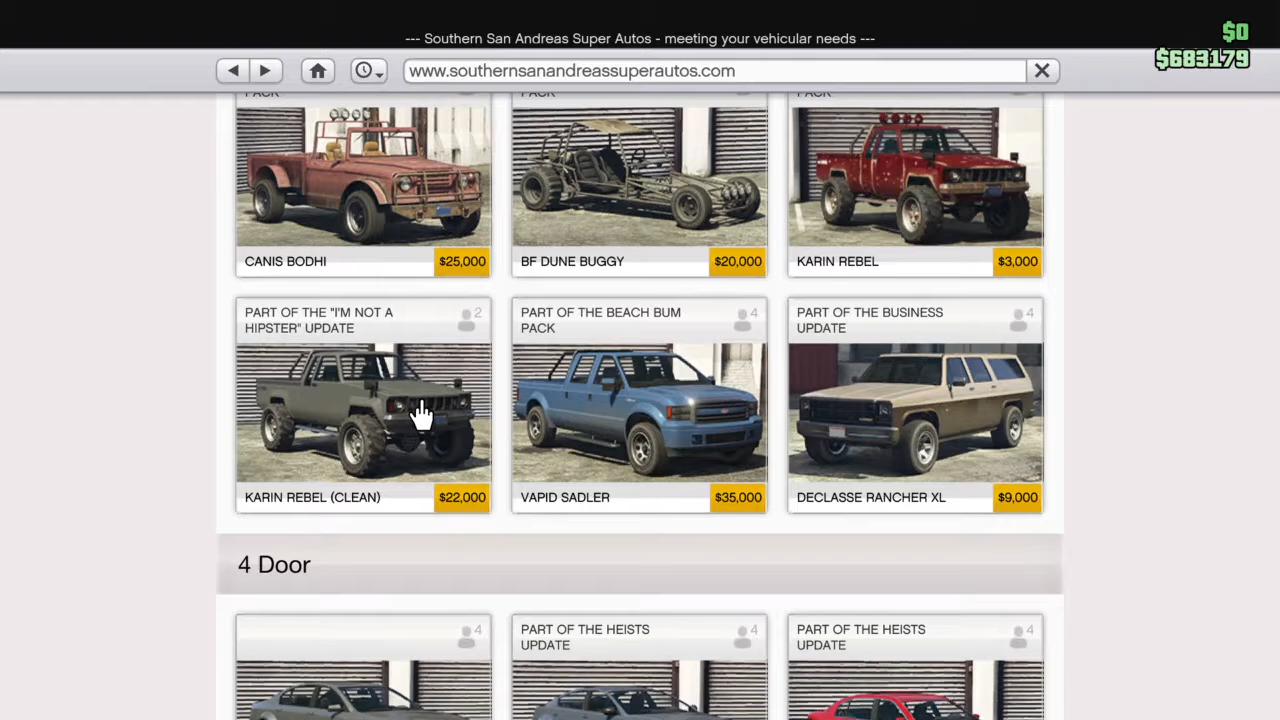 --- Southern San Andreas Super Autos - meeting your vehicular needs ---
$0
$683179
www.southernsanandreassuperautos.com
PACK
PACK
PACK
CANIS BODHI $25,000
BF DUNE BUGGY $20,000
KARIN REBEL $3,000
PART OF THE "I'M NOT A
HIPSTER" UPDATE
2
PART OF THE BEACH BUM
PACK
4
PART OF THE BUSINESS
UPDATE
4
KARIN REBEL (CLEAN) $22,000
VAPID SADLER $35,000
DECLASSE RANCHER XL $9,000
4 Door
4
PART OF THE HEISTS
UPDATE
4
PART OF THE HEISTS
UPDATE
4